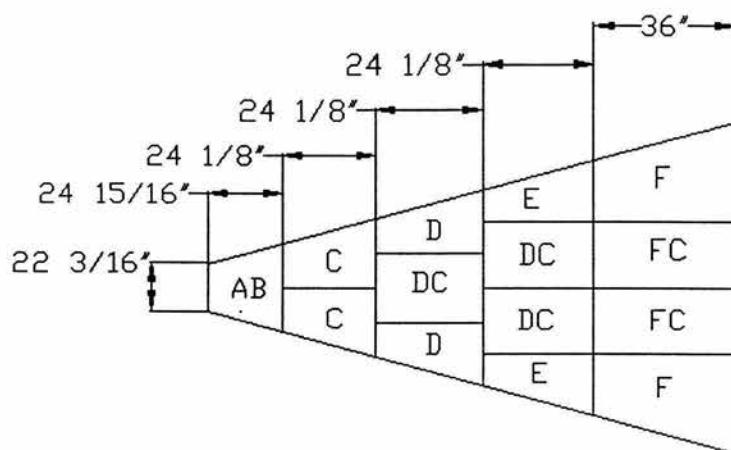 36"
24 1/8"
24 1/8"
24 1/8"
24 15/16"
22 3/16"
E F
D
C DC FC
AB DC
C DC FC
D
E F